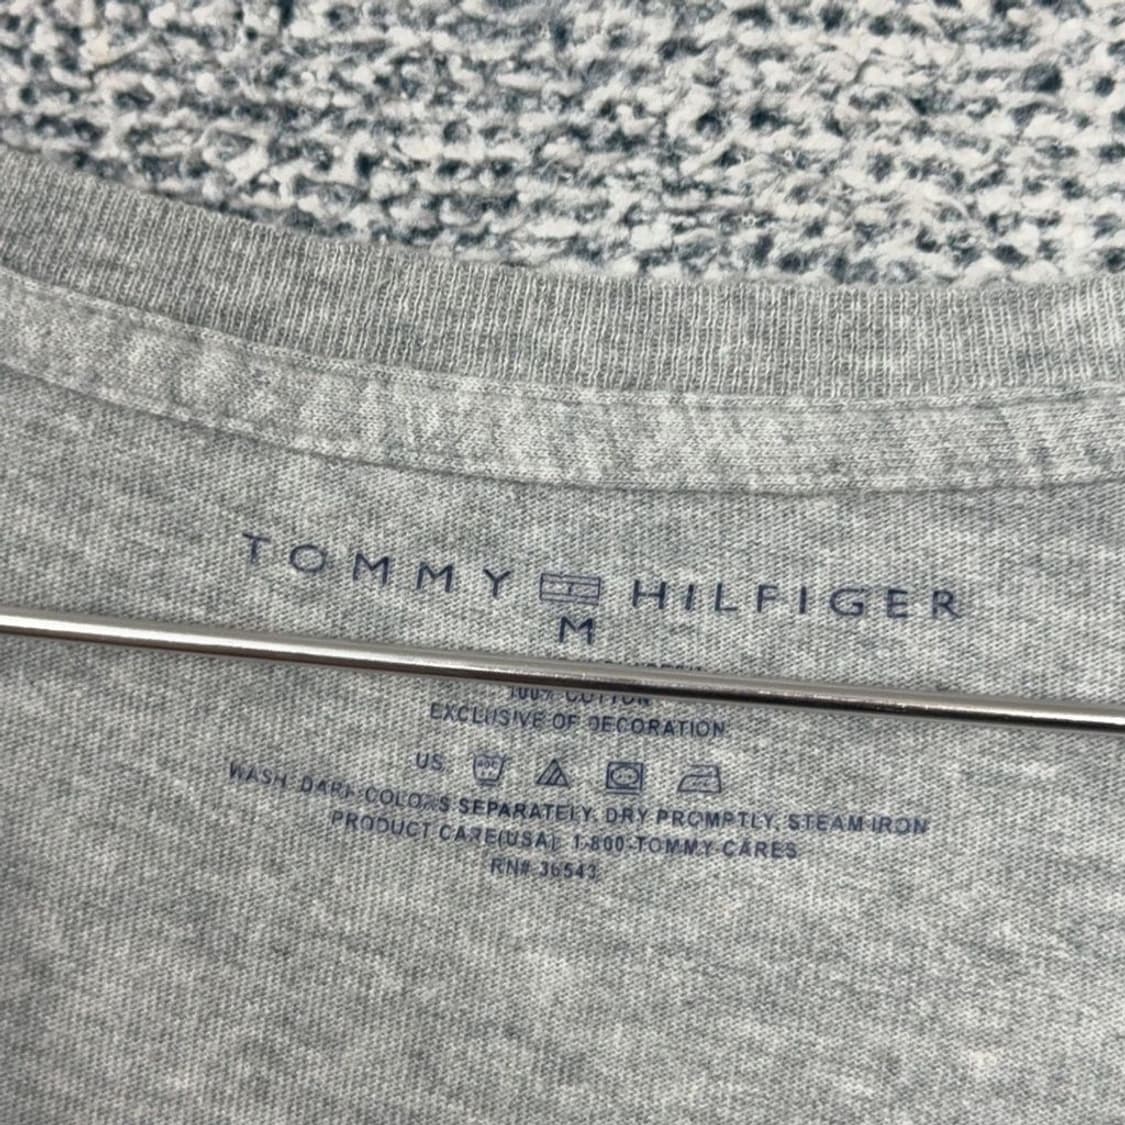 TOMMY HILFIGER
M
100% COTTON
EXCLUSIVE OF DECORATION
US
WASH DARK COLORS SEPARATELY, DRY PROMPTLY, STEAM IRON
PRODUCT CARE(USA): 1-800-TOMMY-CARES
RN# 36543